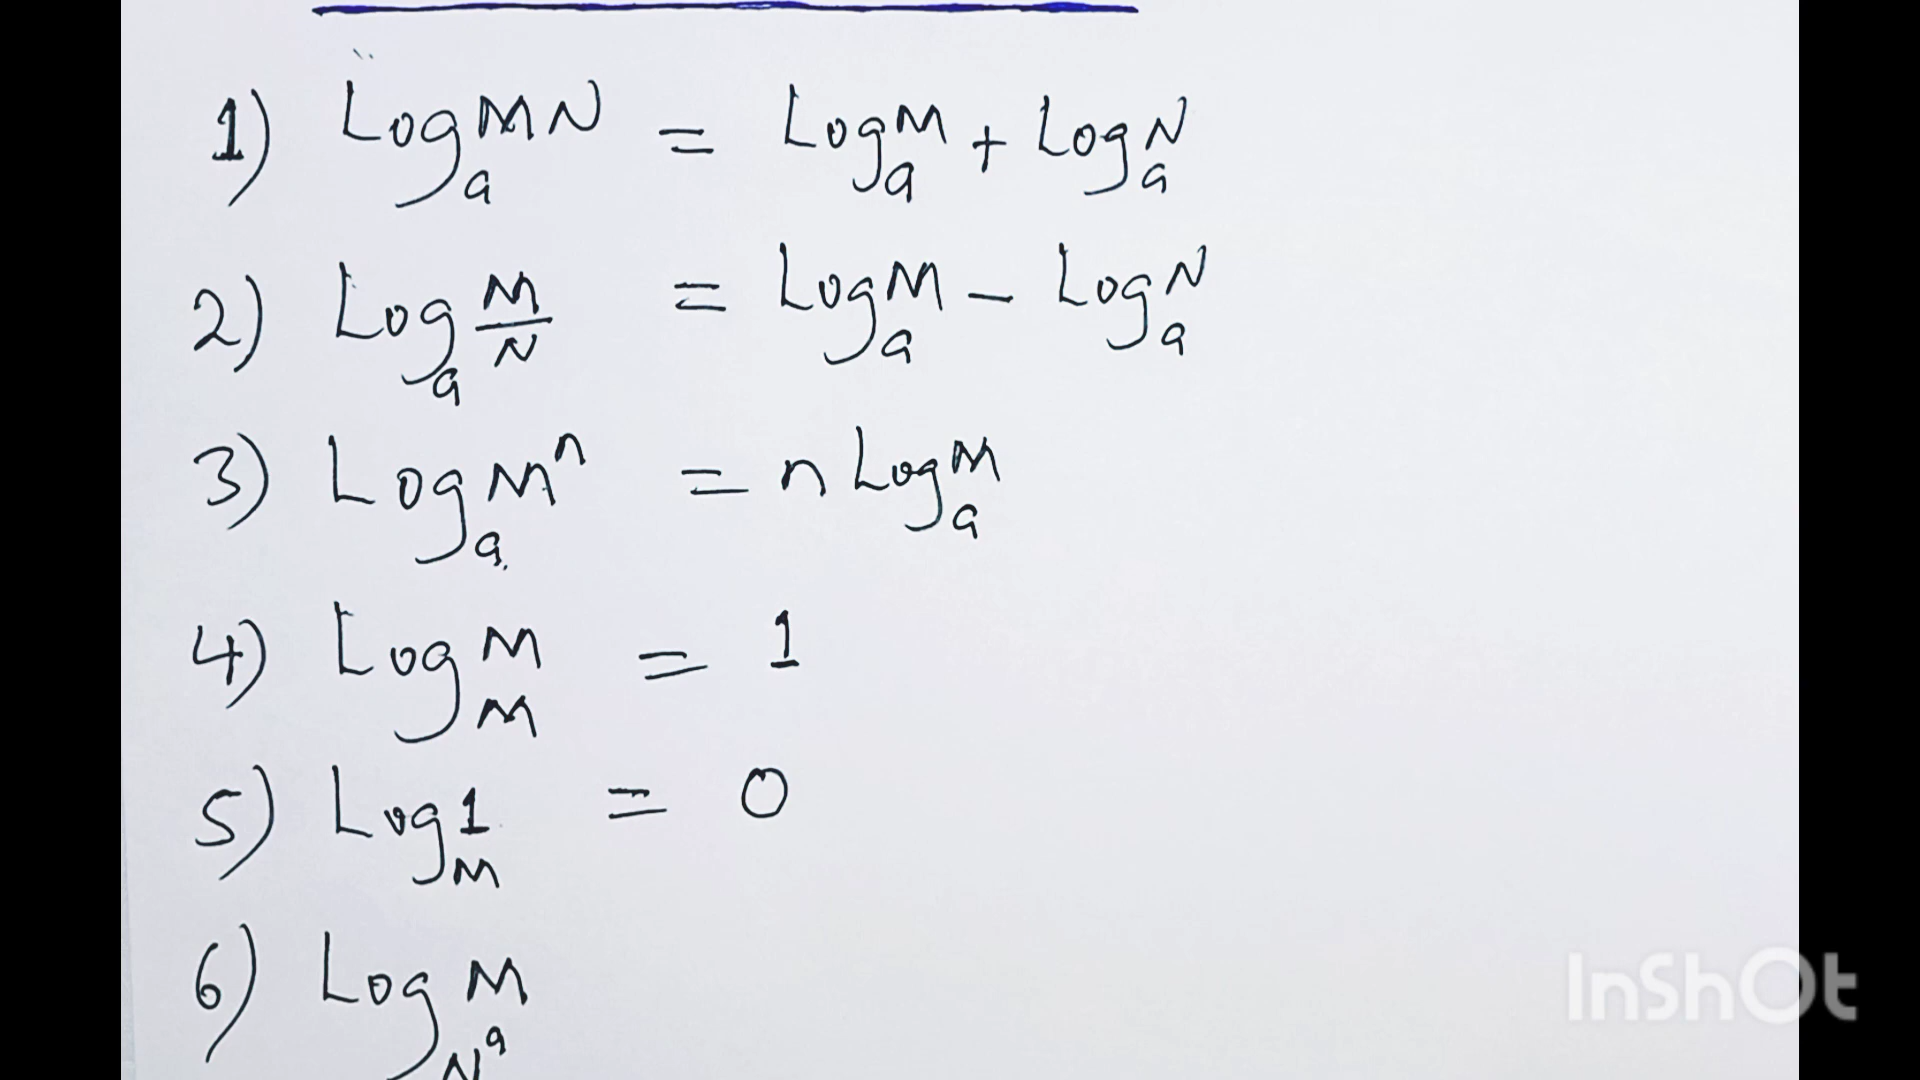 1) Log_a MN = Log_a M + Log_a N
2) Log_a M/N = Log_a M - Log_a N
3) Log_a M^n = n Log_a M
4) Log_M M = 1
5) Log_M 1 = 0
6) Log_N^a M
InShOt